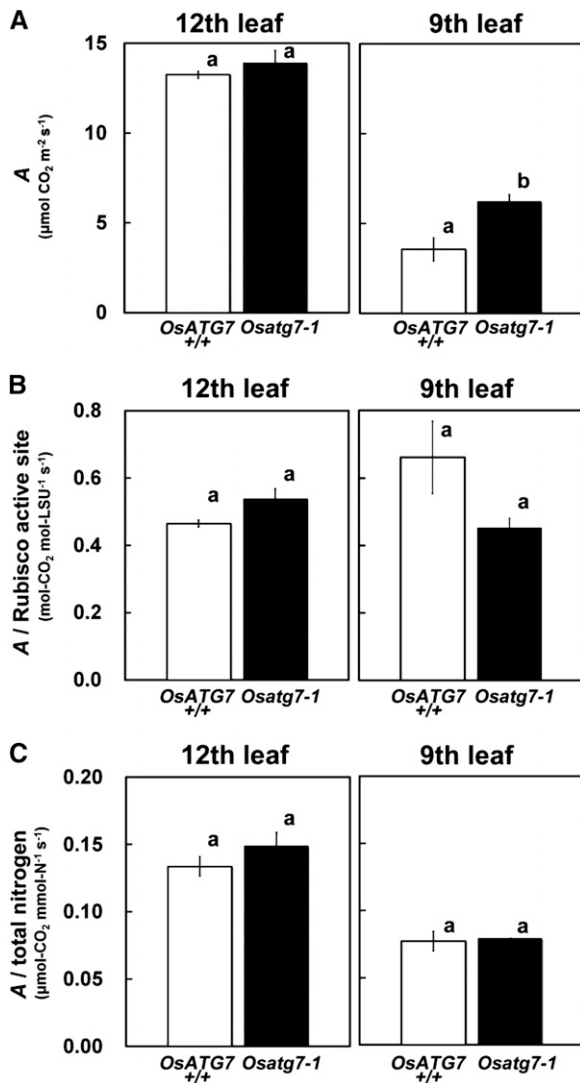 A
12th leaf
9th leaf
A
(µmol CO2 m-2 s-1)
15
10
5
0
a
a
a
b
OsATG7
+/+
Osatg7-1
OsATG7
+/+
Osatg7-1
B
12th leaf
9th leaf
A / Rubisco active site
(mol-CO2 mol-LSU-1 s-1)
0.8
0.6
0.4
0.2
0.0
a
a
a
a
OsATG7
+/+
Osatg7-1
OsATG7
+/+
Osatg7-1
C
12th leaf
9th leaf
A / total nitrogen
(µmol-CO2 mmol-N-1 s-1)
0.20
0.15
0.10
0.05
0.00
a
a
a
a
OsATG7
+/+
Osatg7-1
OsATG7
+/+
Osatg7-1